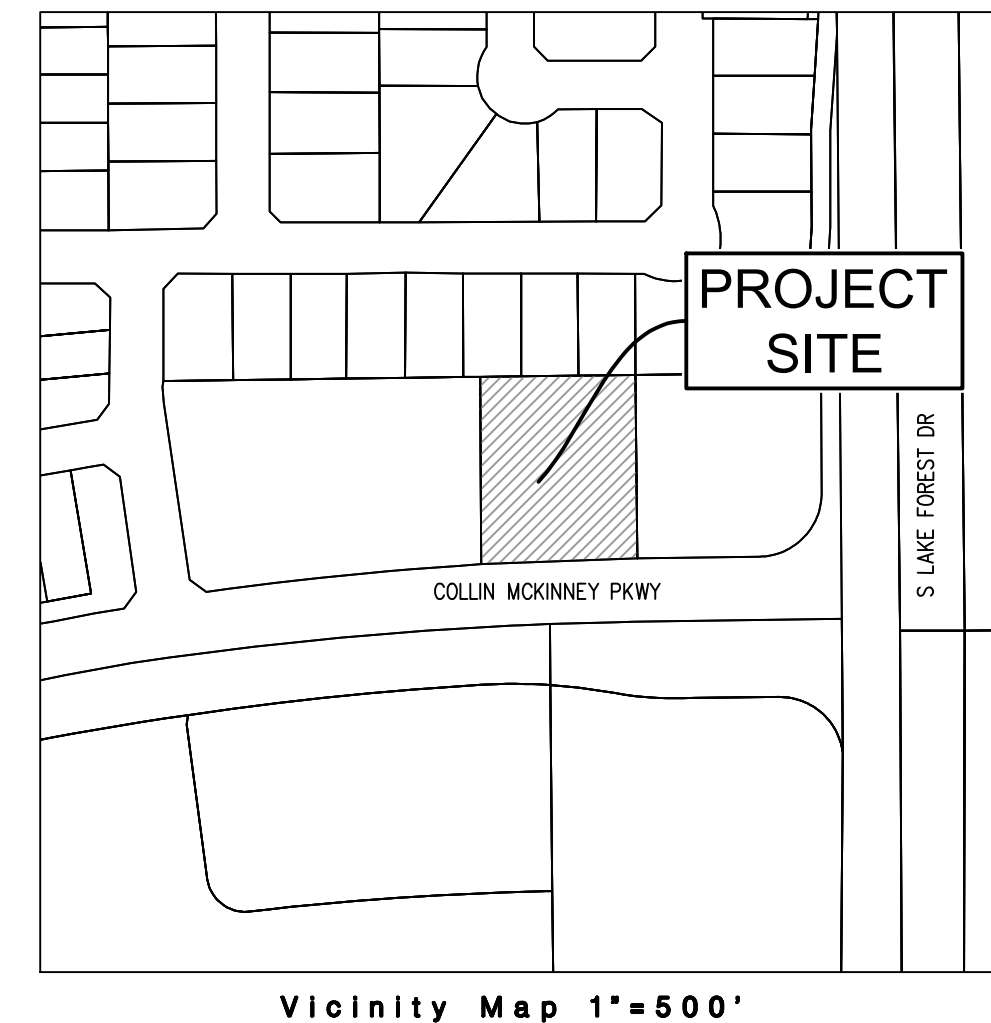 PROJECT
SITE
S LAKE FOREST DR
COLLIN MCKINNEY PKWY
Vicinity Map 1"=500'